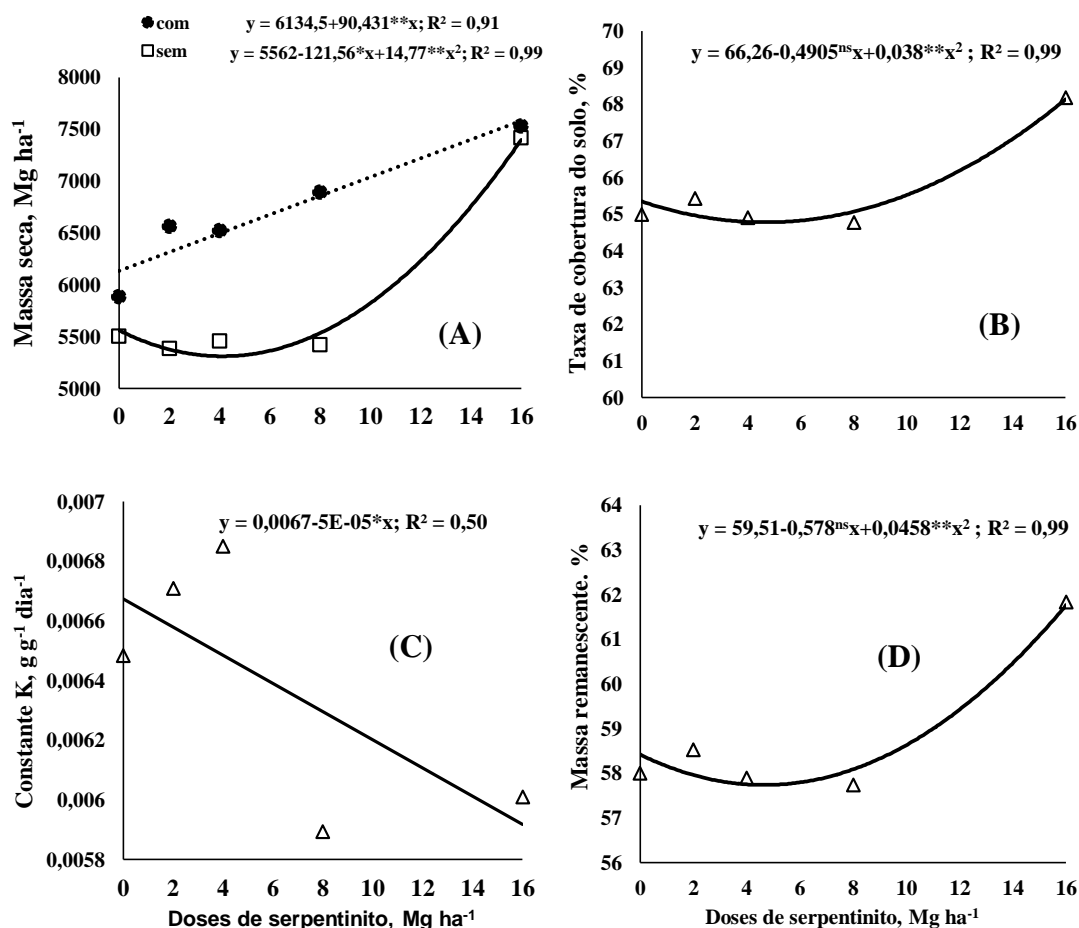 com y = 6134,5+90,431**x; R² = 0,91
sem y = 5562-121,56*x+14,77**x²; R² = 0,99
8000
7500
7000
6500
6000
5500
5000
Massa seca, Mg ha⁻¹
(A)
0 2 4 6 8 10 12 14 16
y = 66,26-0,4905ⁿˢx+0,038**x² ; R² = 0,99
70
69
68
67
66
65
64
63
62
61
60
Taxa de cobertura do solo, %
(B)
0 2 4 6 8 10 12 14 16
y = 0,0067-5E-05*x; R² = 0,50
0,007
0,0068
0,0066
0,0064
0,0062
0,006
0,0058
Constante K, g g⁻¹ dia⁻¹
(C)
0 2 4 6 8 10 12 14 16
Doses de serpentinito, Mg ha⁻¹
y = 59,51-0,578ⁿˢx+0,0458**x² ; R² = 0,99
64
63
62
61
60
59
58
57
56
Massa remanescente. %
(D)
0 2 4 6 8 10 12 14 16
Doses de serpentinito, Mg ha⁻¹